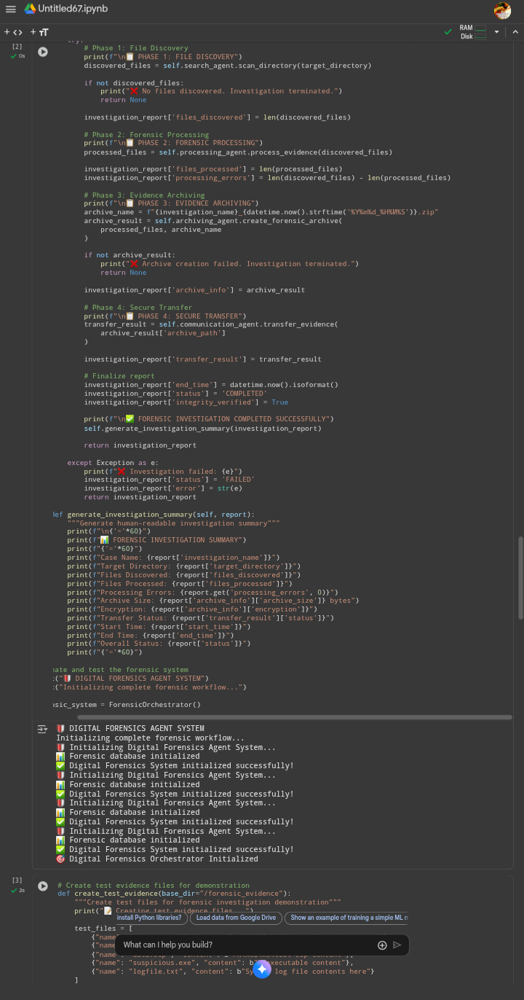 Untitled67.ipynb
+ <> + TT
RAM
Disk
[2]
0s
# Phase 1: File Discovery
print(f"\n📋 PHASE 1: FILE DISCOVERY")
discovered_files = self.search_agent.scan_directory(target_directory)
if not discovered_files:
print("❌ No files discovered. Investigation terminated.")
return None
investigation_report['files_discovered'] = len(discovered_files)
# Phase 2: Forensic Processing
print(f"\n📋 PHASE 2: FORENSIC PROCESSING")
processed_files = self.processing_agent.process_evidence(discovered_files)
investigation_report['files_processed'] = len(processed_files)
investigation_report['processing_errors'] = len(discovered_files) - len(processed_files)
# Phase 3: Evidence Archiving
print(f"\n📋 PHASE 3: EVIDENCE ARCHIVING")
archive_name = f"{investigation_name}_{datetime.now().strftime('%Y%m%d_%H%M%S')}.zip"
archive_result = self.archiving_agent.create_forensic_archive(
processed_files, archive_name
)
if not archive_result:
print("❌ Archive creation failed. Investigation terminated.")
return None
investigation_report['archive_info'] = archive_result
# Phase 4: Secure Transfer
print(f"\n📋 PHASE 4: SECURE TRANSFER")
transfer_result = self.communication_agent.transfer_evidence(
archive_result['archive_path']
)
investigation_report['transfer_result'] = transfer_result
# Finalize report
investigation_report['end_time'] = datetime.now().isoformat()
investigation_report['status'] = 'COMPLETED'
investigation_report['integrity_verified'] = True
print(f"\n✅ FORENSIC INVESTIGATION COMPLETED SUCCESSFULLY")
self.generate_investigation_summary(investigation_report)
return investigation_report
except Exception as e:
print(f"❌ Investigation failed: {e}")
investigation_report['status'] = 'FAILED'
investigation_report['error'] = str(e)
return investigation_report
def generate_investigation_summary(self, report):
"""Generate human-readable investigation summary"""
print(f"\n{'='*60}")
print(f"📊 FORENSIC INVESTIGATION SUMMARY")
print(f"{'='*60}")
print(f"Case Name: {report['investigation_name']}")
print(f"Target Directory: {report['target_directory']}")
print(f"Files Discovered: {report['files_discovered']}")
print(f"Files Processed: {report['files_processed']}")
print(f"Processing Errors: {report.get('processing_errors', 0)}")
print(f"Archive Size: {report['archive_info']['archive_size']} bytes")
print(f"Encryption: {report['archive_info']['encryption']}")
print(f"Transfer Status: {report['transfer_result']['status']}")
print(f"Start Time: {report['start_time']}")
print(f"End Time: {report['end_time']}")
print(f"Overall Status: {report['status']}")
print(f"{'='*60}")
eate and test the forensic system
t("DIGITAL FORENSICS AGENT SYSTEM")
t("Initializing complete forensic workflow...")
nsic_system = ForensicOrchestrator()
DIGITAL FORENSICS AGENT SYSTEM
Initializing complete forensic workflow...
Initializing Digital Forensics Agent System...
📊 Forensic database initialized
✅ Digital Forensics System initialized successfully!
Initializing Digital Forensics Agent System...
📊 Forensic database initialized
✅ Digital Forensics System initialized successfully!
Initializing Digital Forensics Agent System...
📊 Forensic database initialized
✅ Digital Forensics System initialized successfully!
Initializing Digital Forensics Agent System...
📊 Forensic database initialized
✅ Digital Forensics System initialized successfully!
🎯 Digital Forensics Orchestrator Initialized
[3]
2s
# Create test evidence files for demonstration
def create_test_evidence(base_dir="/forensic_evidence"):
"""Create test files for forensic investigation demonstration"""
print("📝 Creating test evidence files...")
install Python libraries? Load data from Google Drive Show an example of training a simple ML
test_files = [
{"name"
What can I help you build?
{"name"
{"name": "suspicious.exe", "content": b" executable content"},
{"name": "logfile.txt", "content": b"Sy log file contents here"}
]